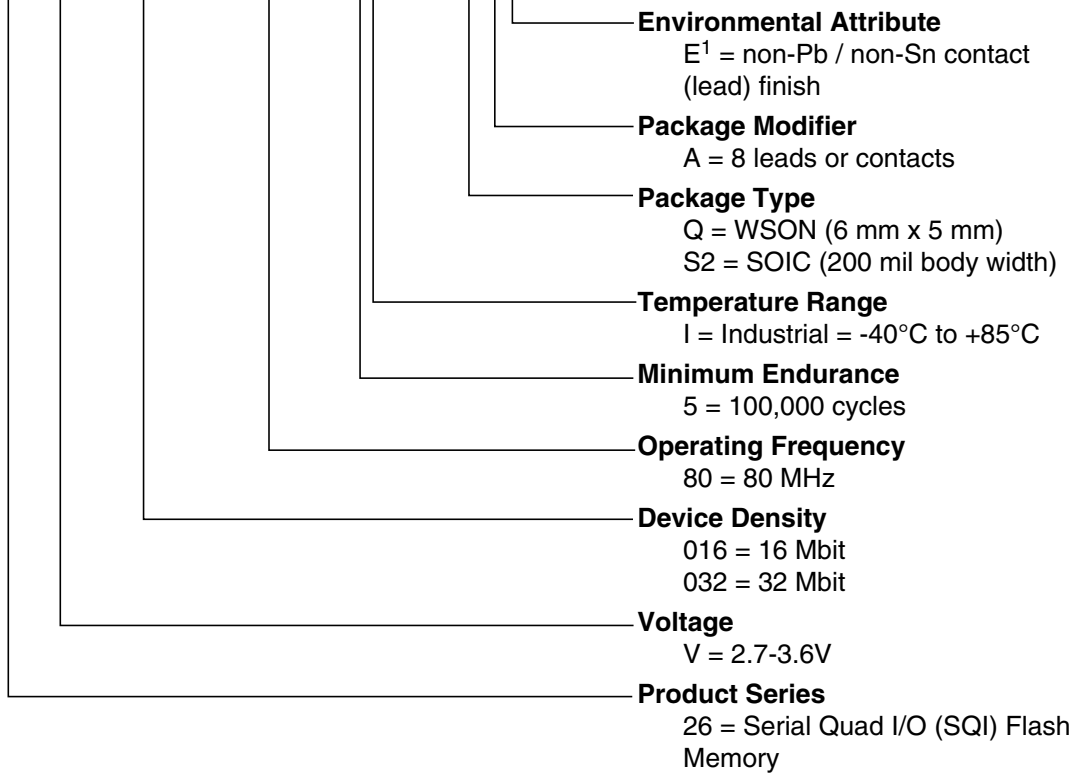 Environmental Attribute
E1 = non-Pb / non-Sn contact
(lead) finish
Package Modifier
A = 8 leads or contacts
Package Type
Q = WSON (6 mm x 5 mm)
S2 = SOIC (200 mil body width)
Temperature Range
I = Industrial = -40°C to +85°C
Minimum Endurance
5 = 100,000 cycles
Operating Frequency
80 = 80 MHz
Device Density
016 = 16 Mbit
032 = 32 Mbit
Voltage
V = 2.7-3.6V
Product Series
26 = Serial Quad I/O (SQI) Flash
Memory